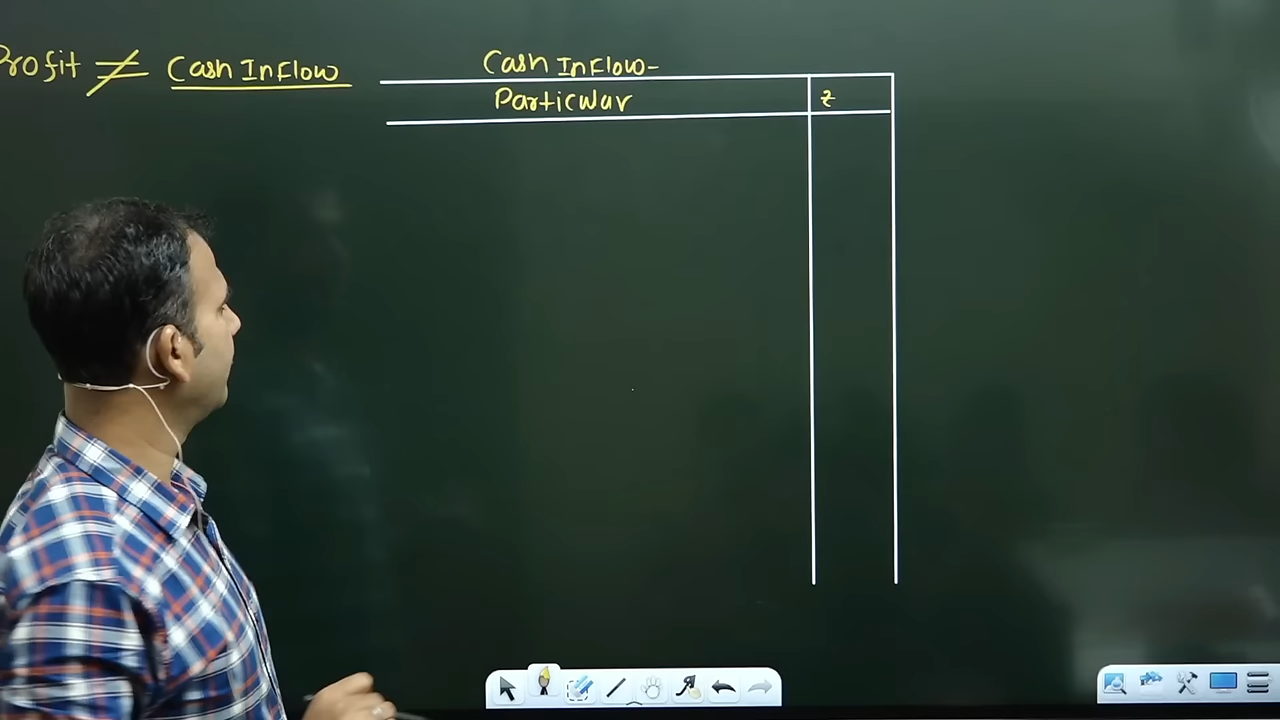 Profit ≠ Cash Inflow
Cash Inflow-
Particular
₹